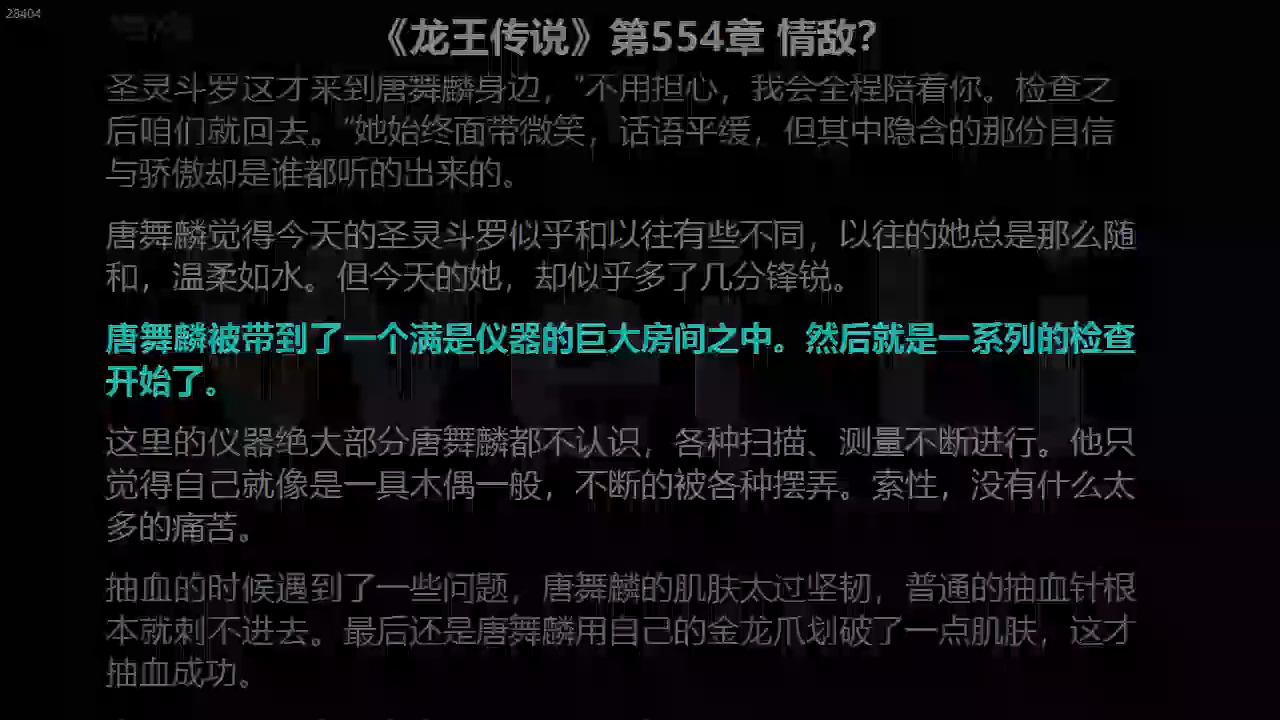 28404
《龙王传说》第554章 情敌?
圣灵斗罗这才来到唐舞麟身边，"不用担心，我会全程陪着你。检查之
后咱们就回去。"她始终面带微笑，话语平缓，但其中隐含的那份自信
与骄傲却是谁都听的出来的。
唐舞麟觉得今天的圣灵斗罗似乎和以往有些不同，以往的她总是那么随
和，温柔如水。但今天的她，却似乎多了几分锋锐。
唐舞麟被带到了一个满是仪器的巨大房间之中。然后就是一系列的检查
开始了。
这里的仪器绝大部分唐舞麟都不认识，各种扫描、测量不断进行。他只
觉得自己就像是一具木偶一般，不断的被各种摆弄。索性，没有什么太
多的痛苦。
抽血的时候遇到了一些问题，唐舞麟的肌肤太过坚韧，普通的抽血针根
本就刺不进去。最后还是唐舞麟用自己的金龙爪划破了一点肌肤，这才
抽血成功。